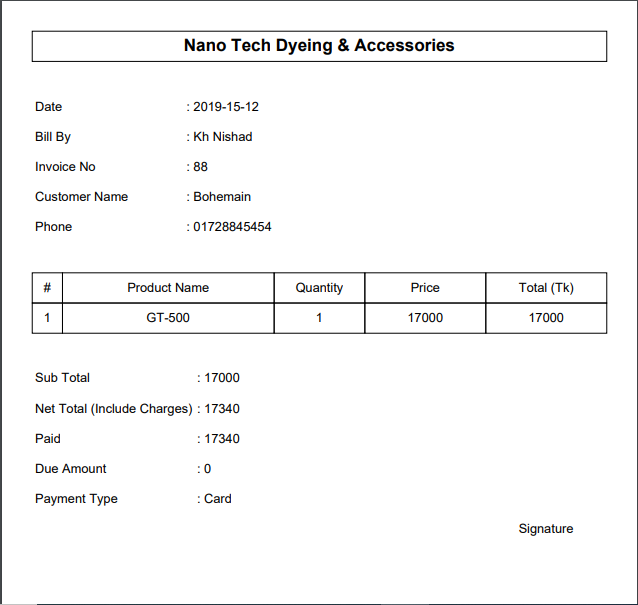 Nano Tech Dyeing & Accessories
Date : 2019-15-12
Bill By : Kh Nishad
Invoice No : 88
Customer Name : Bohemain
Phone : 01728845454
# Product Name Quantity Price Total (Tk)
1 GT-500 1 17000 17000
Sub Total : 17000
Net Total (Include Charges) : 17340
Paid : 17340
Due Amount : 0
Payment Type : Card
Signature